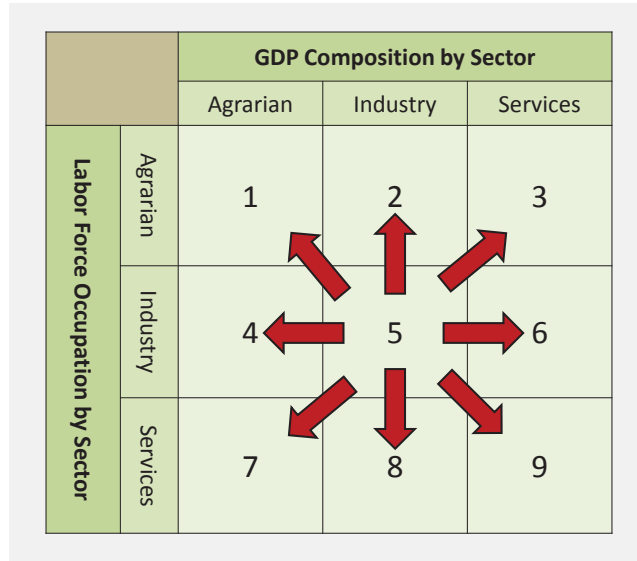 GDP Composition by Sector
Agrarian Industry Services
Labor Force Occupation by Sector
Agrarian
1 2 3
Industry
4 5 6
Services
7 8 9